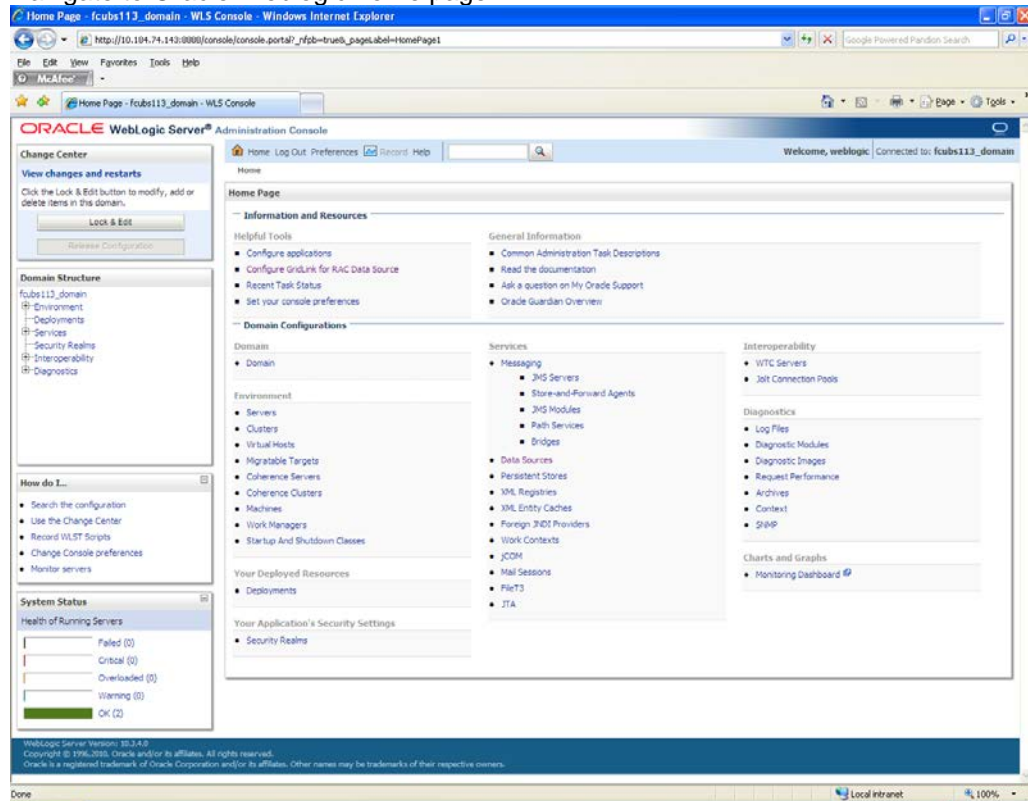 Navigate to Oracle Weblogic home page
Home Page - fcubs113_domain - WLS Console - Windows Internet Explorer
http://10.184.74.143:8888/console/console.portal?_nfpb=true&_pageLabel=HomePage1
Google Powered Pandion Search
File Edit View Favorites Tools Help
McAfee
Home Page - fcubs113_domain - WLS Console
Page Tools
ORACLE WebLogic Server® Administration Console
Change Center
View changes and restarts
Click the Lock & Edit button to modify, add or
delete items in this domain.
Lock & Edit
Release Configuration
Domain Structure
fcubs113_domain
Environment
Deployments
Services
Security Realms
Interoperability
Diagnostics
How do I...
Search the configuration
Use the Change Center
Record WLST Scripts
Change Console preferences
Monitor servers
System Status
Health of Running Servers
Failed (0)
Critical (0)
Overloaded (0)
Warning (0)
OK (2)
Home Log Out Preferences Record Help
Welcome, weblogic Connected to: fcubs113_domain
Home
Home Page
Information and Resources
Helpful Tools
Configure applications
Configure GridLink for RAC Data Source
Recent Task Status
Set your console preferences
General Information
Common Administration Task Descriptions
Read the documentation
Ask a question on My Oracle Support
Oracle Guardian Overview
Domain Configurations
Domain
Domain
Environment
Servers
Clusters
Virtual Hosts
Migratable Targets
Coherence Servers
Coherence Clusters
Machines
Work Managers
Startup And Shutdown Classes
Your Deployed Resources
Deployments
Your Application's Security Settings
Security Realms
Services
Messaging
JMS Servers
Store-and-Forward Agents
JMS Modules
Path Services
Bridges
Data Sources
Persistent Stores
XML Registries
XML Entity Caches
Foreign JNDI Providers
Work Contexts
jCOM
Mail Sessions
FileT3
JTA
Interoperability
WTC Servers
Jolt Connection Pools
Diagnostics
Log Files
Diagnostic Modules
Diagnostic Images
Request Performance
Archives
Context
SNMP
Charts and Graphs
Monitoring Dashboard
WebLogic Server Version: 10.3.4.0
Copyright © 1996,2010, Oracle and/or its affiliates. All rights reserved.
Oracle is a registered trademark of Oracle Corporation and/or its affiliates. Other names may be trademarks of their respective owners.
Done
Local intranet
100%